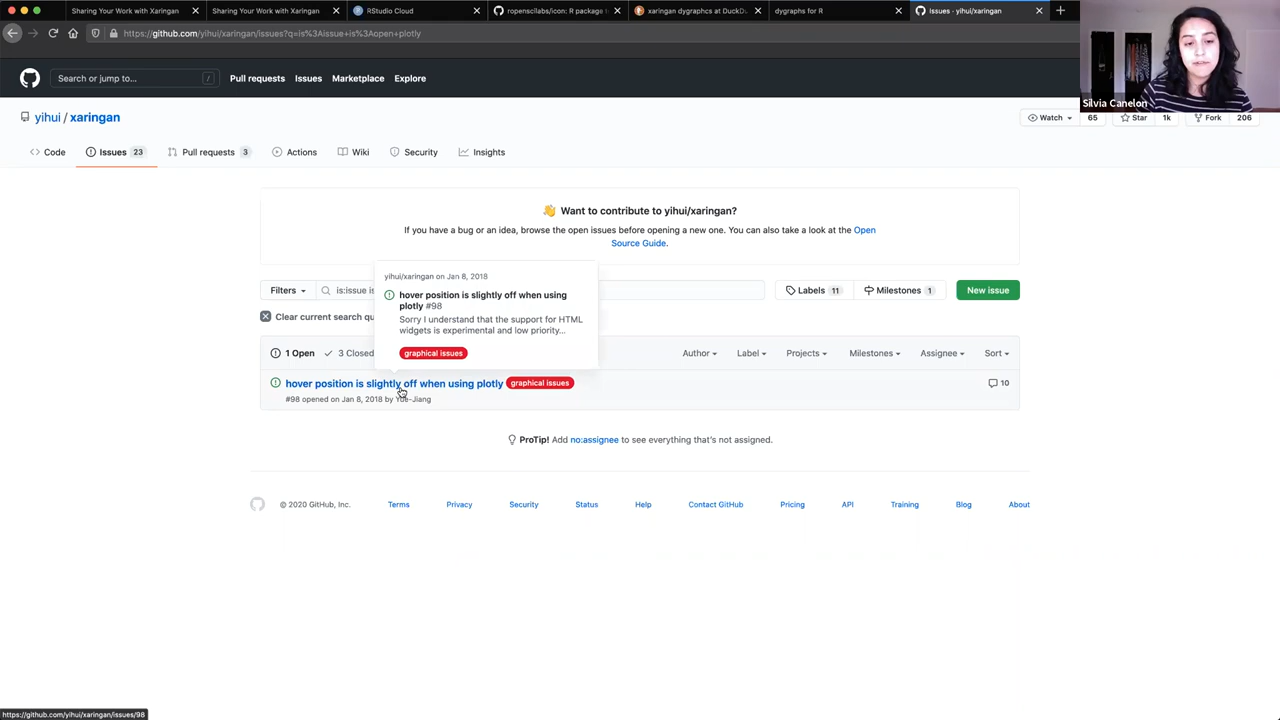 Sharing Your Work with Xaringan
Sharing Your Work with Xaringan
RStudio Cloud
ropenscilabs/icon: R package
xaringan dygraphcs at DuckDu
dygraphs for R
Issues · yihui/xaringan
https://github.com/yihui/xaringan/issues?q=is%3Aissue+is%3Aopen+plotly
Silvia Canelon
Search or jump to...
/
Pull requests
Issues
Marketplace
Explore
yihui / xaringan
Watch
65
Star
1k
Fork
206
Code
Issues 23
Pull requests 3
Actions
Wiki
Security
Insights
👋 Want to contribute to yihui/xaringan?
If you have a bug or an idea, browse the open issues before opening a new one. You can also take a look at the Open
Source Guide.
Filters
is:issue is
Labels 11
Milestones 1
New issue
yihui/xaringan on Jan 8, 2018
hover position is slightly off when using
plotly #98
Sorry I understand that the support for HTML
widgets is experimental and low priority...
graphical issues
Clear current search qu
1 Open
3 Closed
Author
Label
Projects
Milestones
Assignee
Sort
hover position is slightly off when using plotly
graphical issues
10
#98 opened on Jan 8, 2018 by Yue-Jiang
ProTip! Add no:assignee to see everything that's not assigned.
© 2020 GitHub, Inc.
Terms
Privacy
Security
Status
Help
Contact GitHub
Pricing
API
Training
Blog
About
https://github.com/yihui/xaringan/issues/98